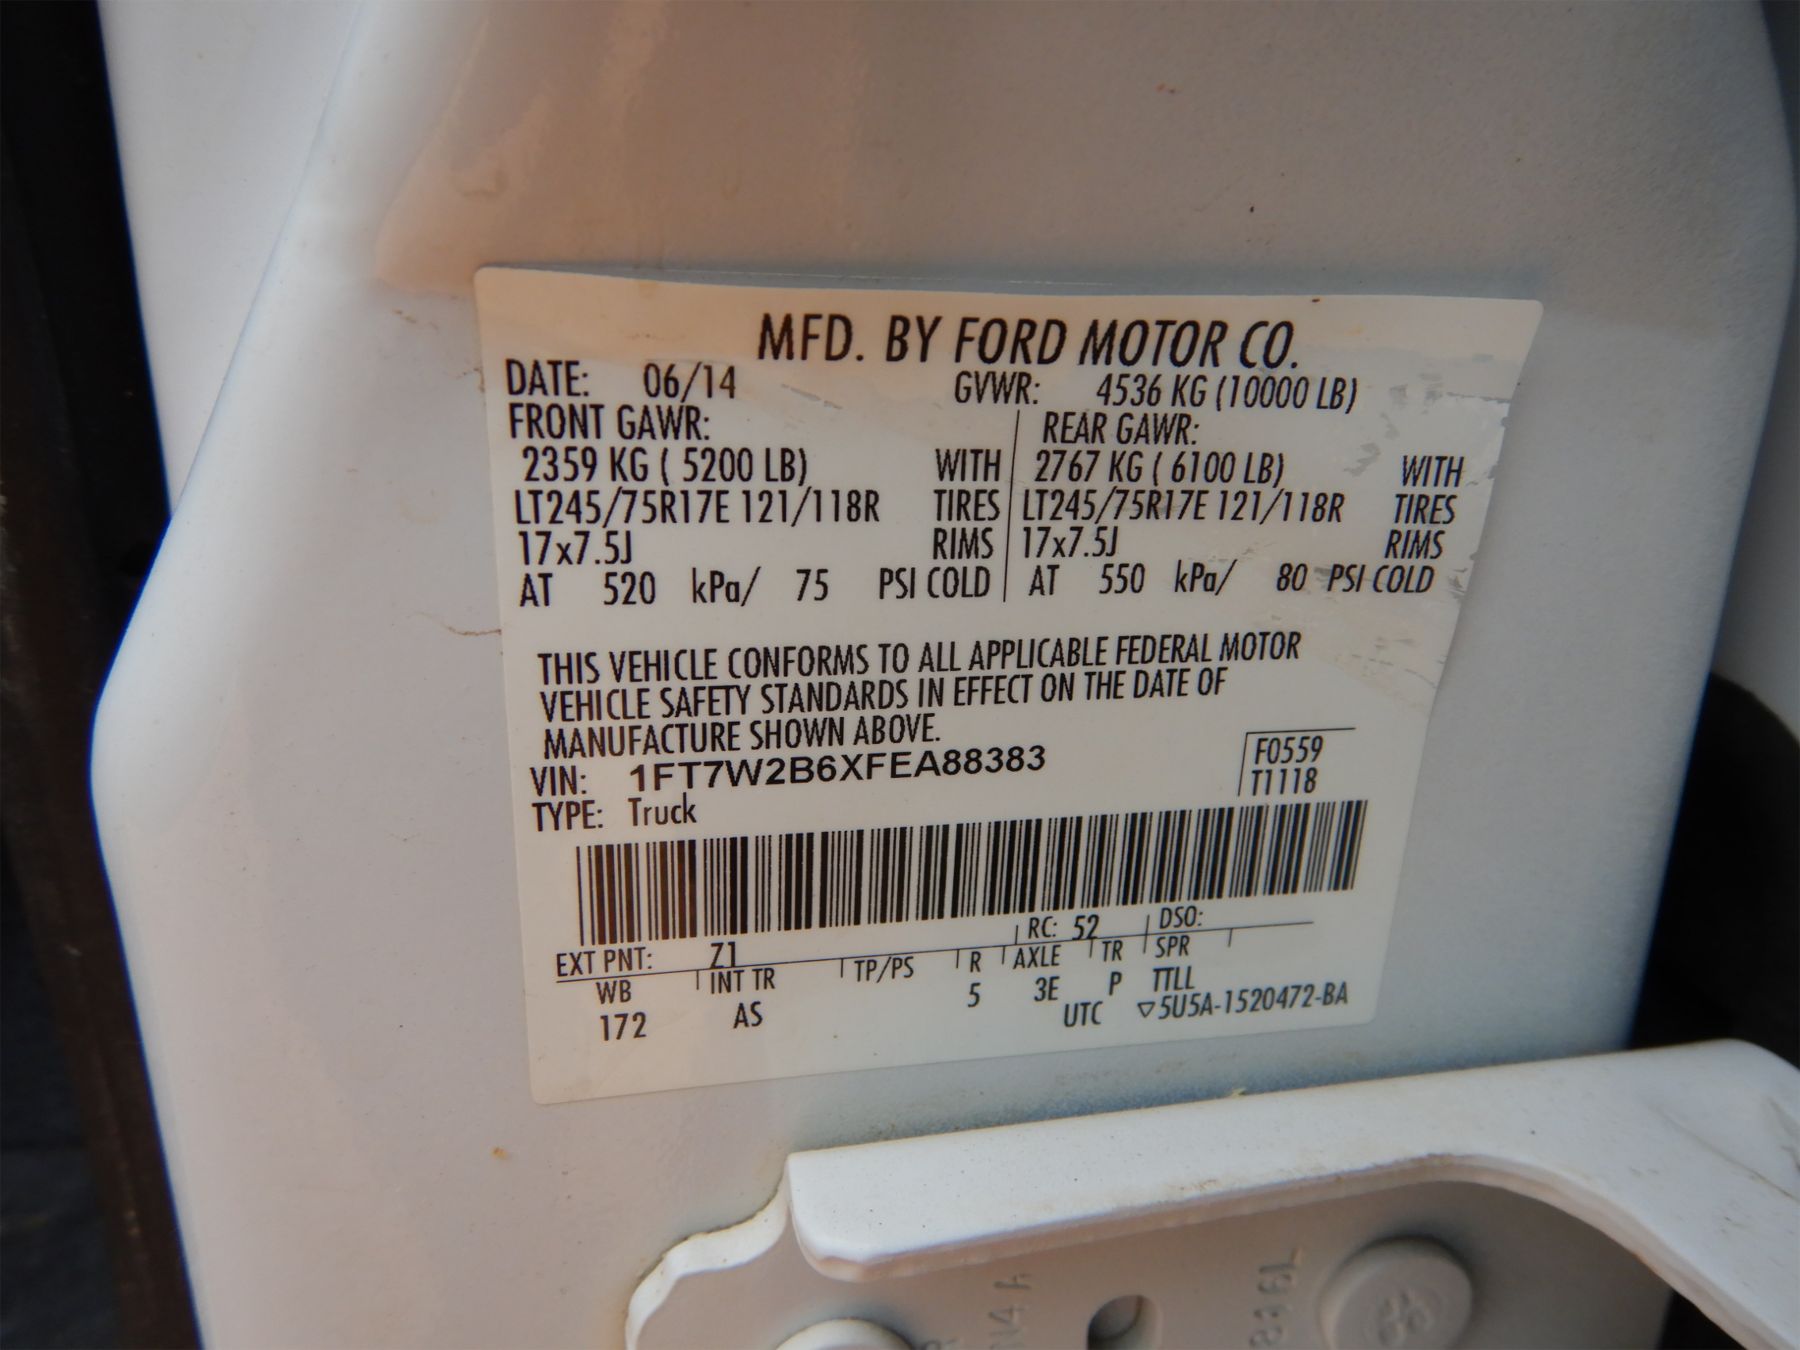 MFD. BY FORD MOTOR CO.
DATE: 06/14 GVWR: 4536 KG (10000 LB)
FRONT GAWR: REAR GAWR:
2359 KG ( 5200 LB) WITH 2767 KG ( 6100 LB) WITH
LT245/75R17E 121/118R TIRES LT245/75R17E 121/118R TIRES
17x7.5J RIMS 17x7.5J RIMS
AT 520 kPa/ 75 PSI COLD AT 550 kPa/ 80 PSI COLD
THIS VEHICLE CONFORMS TO ALL APPLICABLE FEDERAL MOTOR
VEHICLE SAFETY STANDARDS IN EFFECT ON THE DATE OF
MANUFACTURE SHOWN ABOVE.
VIN: 1FT7W2B6XFEA88383 F0559
TYPE: Truck T1118
RC: 52 DSO:
EXT PNT: Z1
WB INT TR TP/PS R AXLE TR SPR
172 AS 5 3E P TTLL
UTC ▽5U5A-1520472-BA